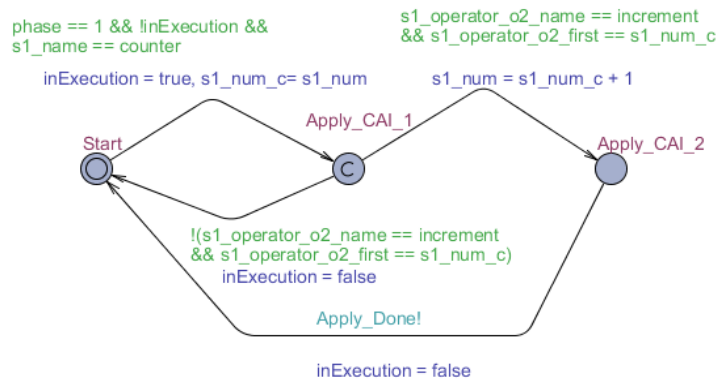 phase == 1 && !inExecution &&
s1_name == counter
inExecution = true, s1_num_c= s1_num
s1_operator_o2_name == increment
&& s1_operator_o2_first == s1_num_c
s1_num = s1_num_c + 1
Start
Apply_CAI_1
C
Apply_CAI_2
!(s1_operator_o2_name == increment
&& s1_operator_o2_first == s1_num_c)
inExecution = false
Apply_Done!
inExecution = false